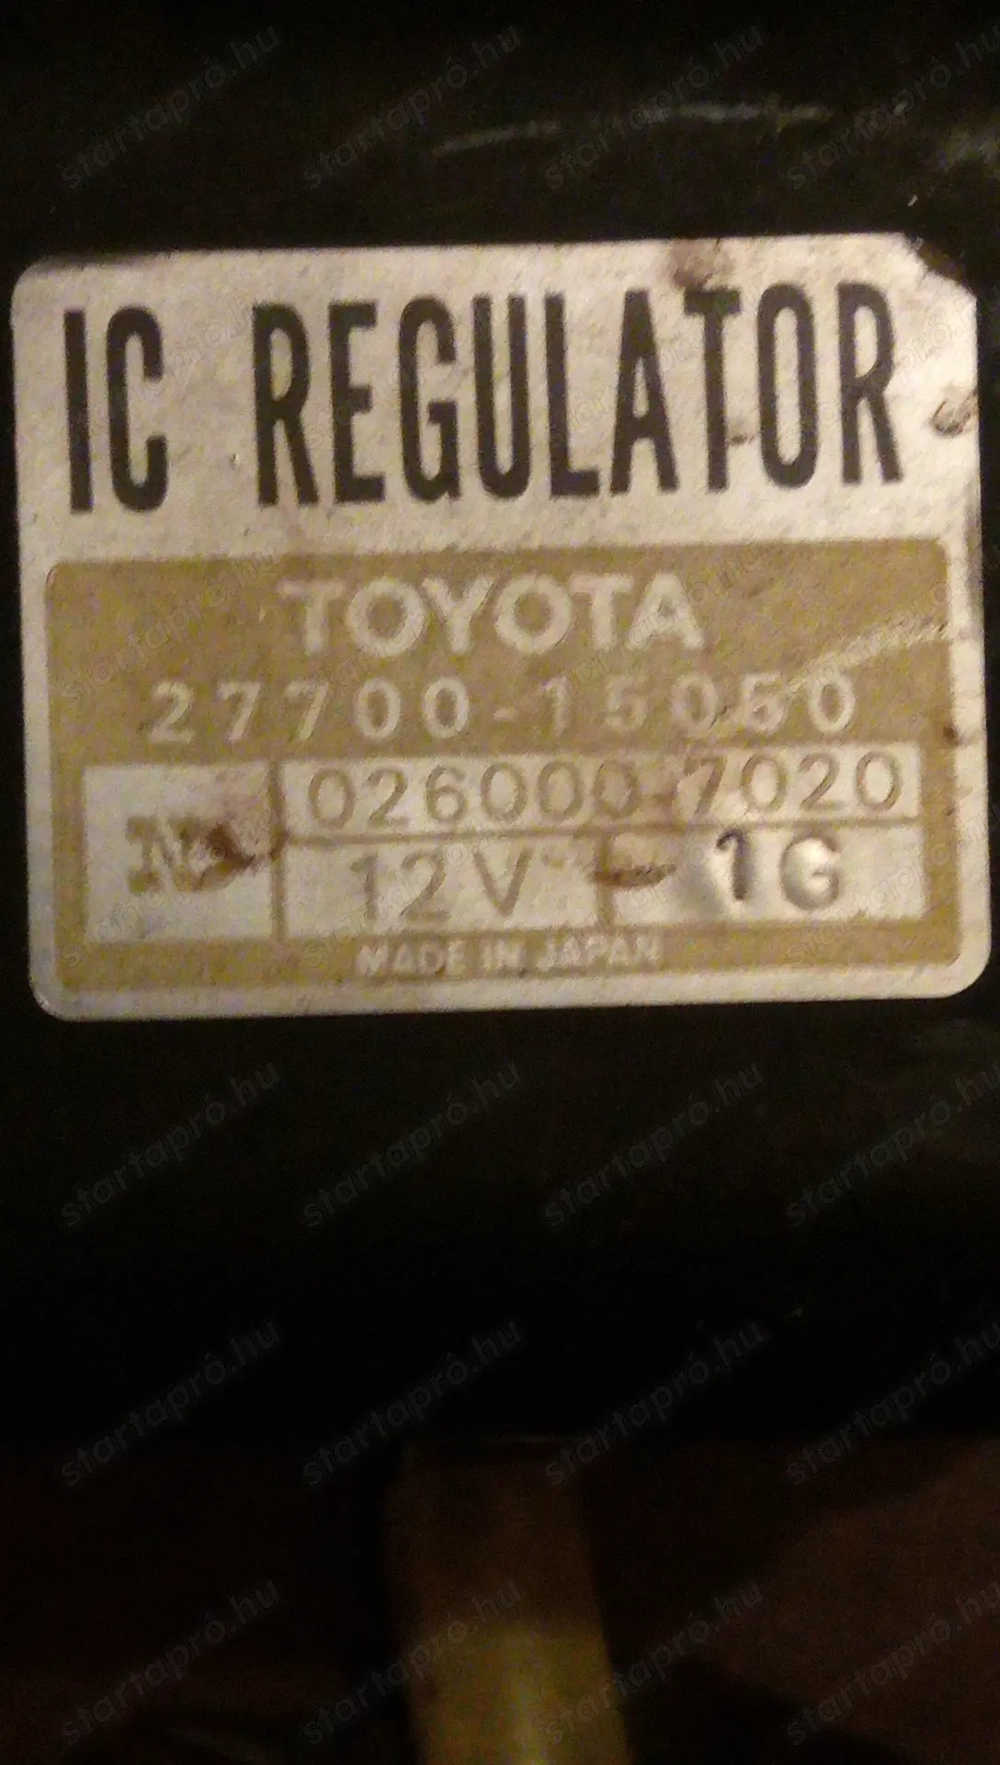 IC REGULATOR
TOYOTA
27700-15050
026000-7020
12V 1G
MADE IN JAPAN
startapró.hu